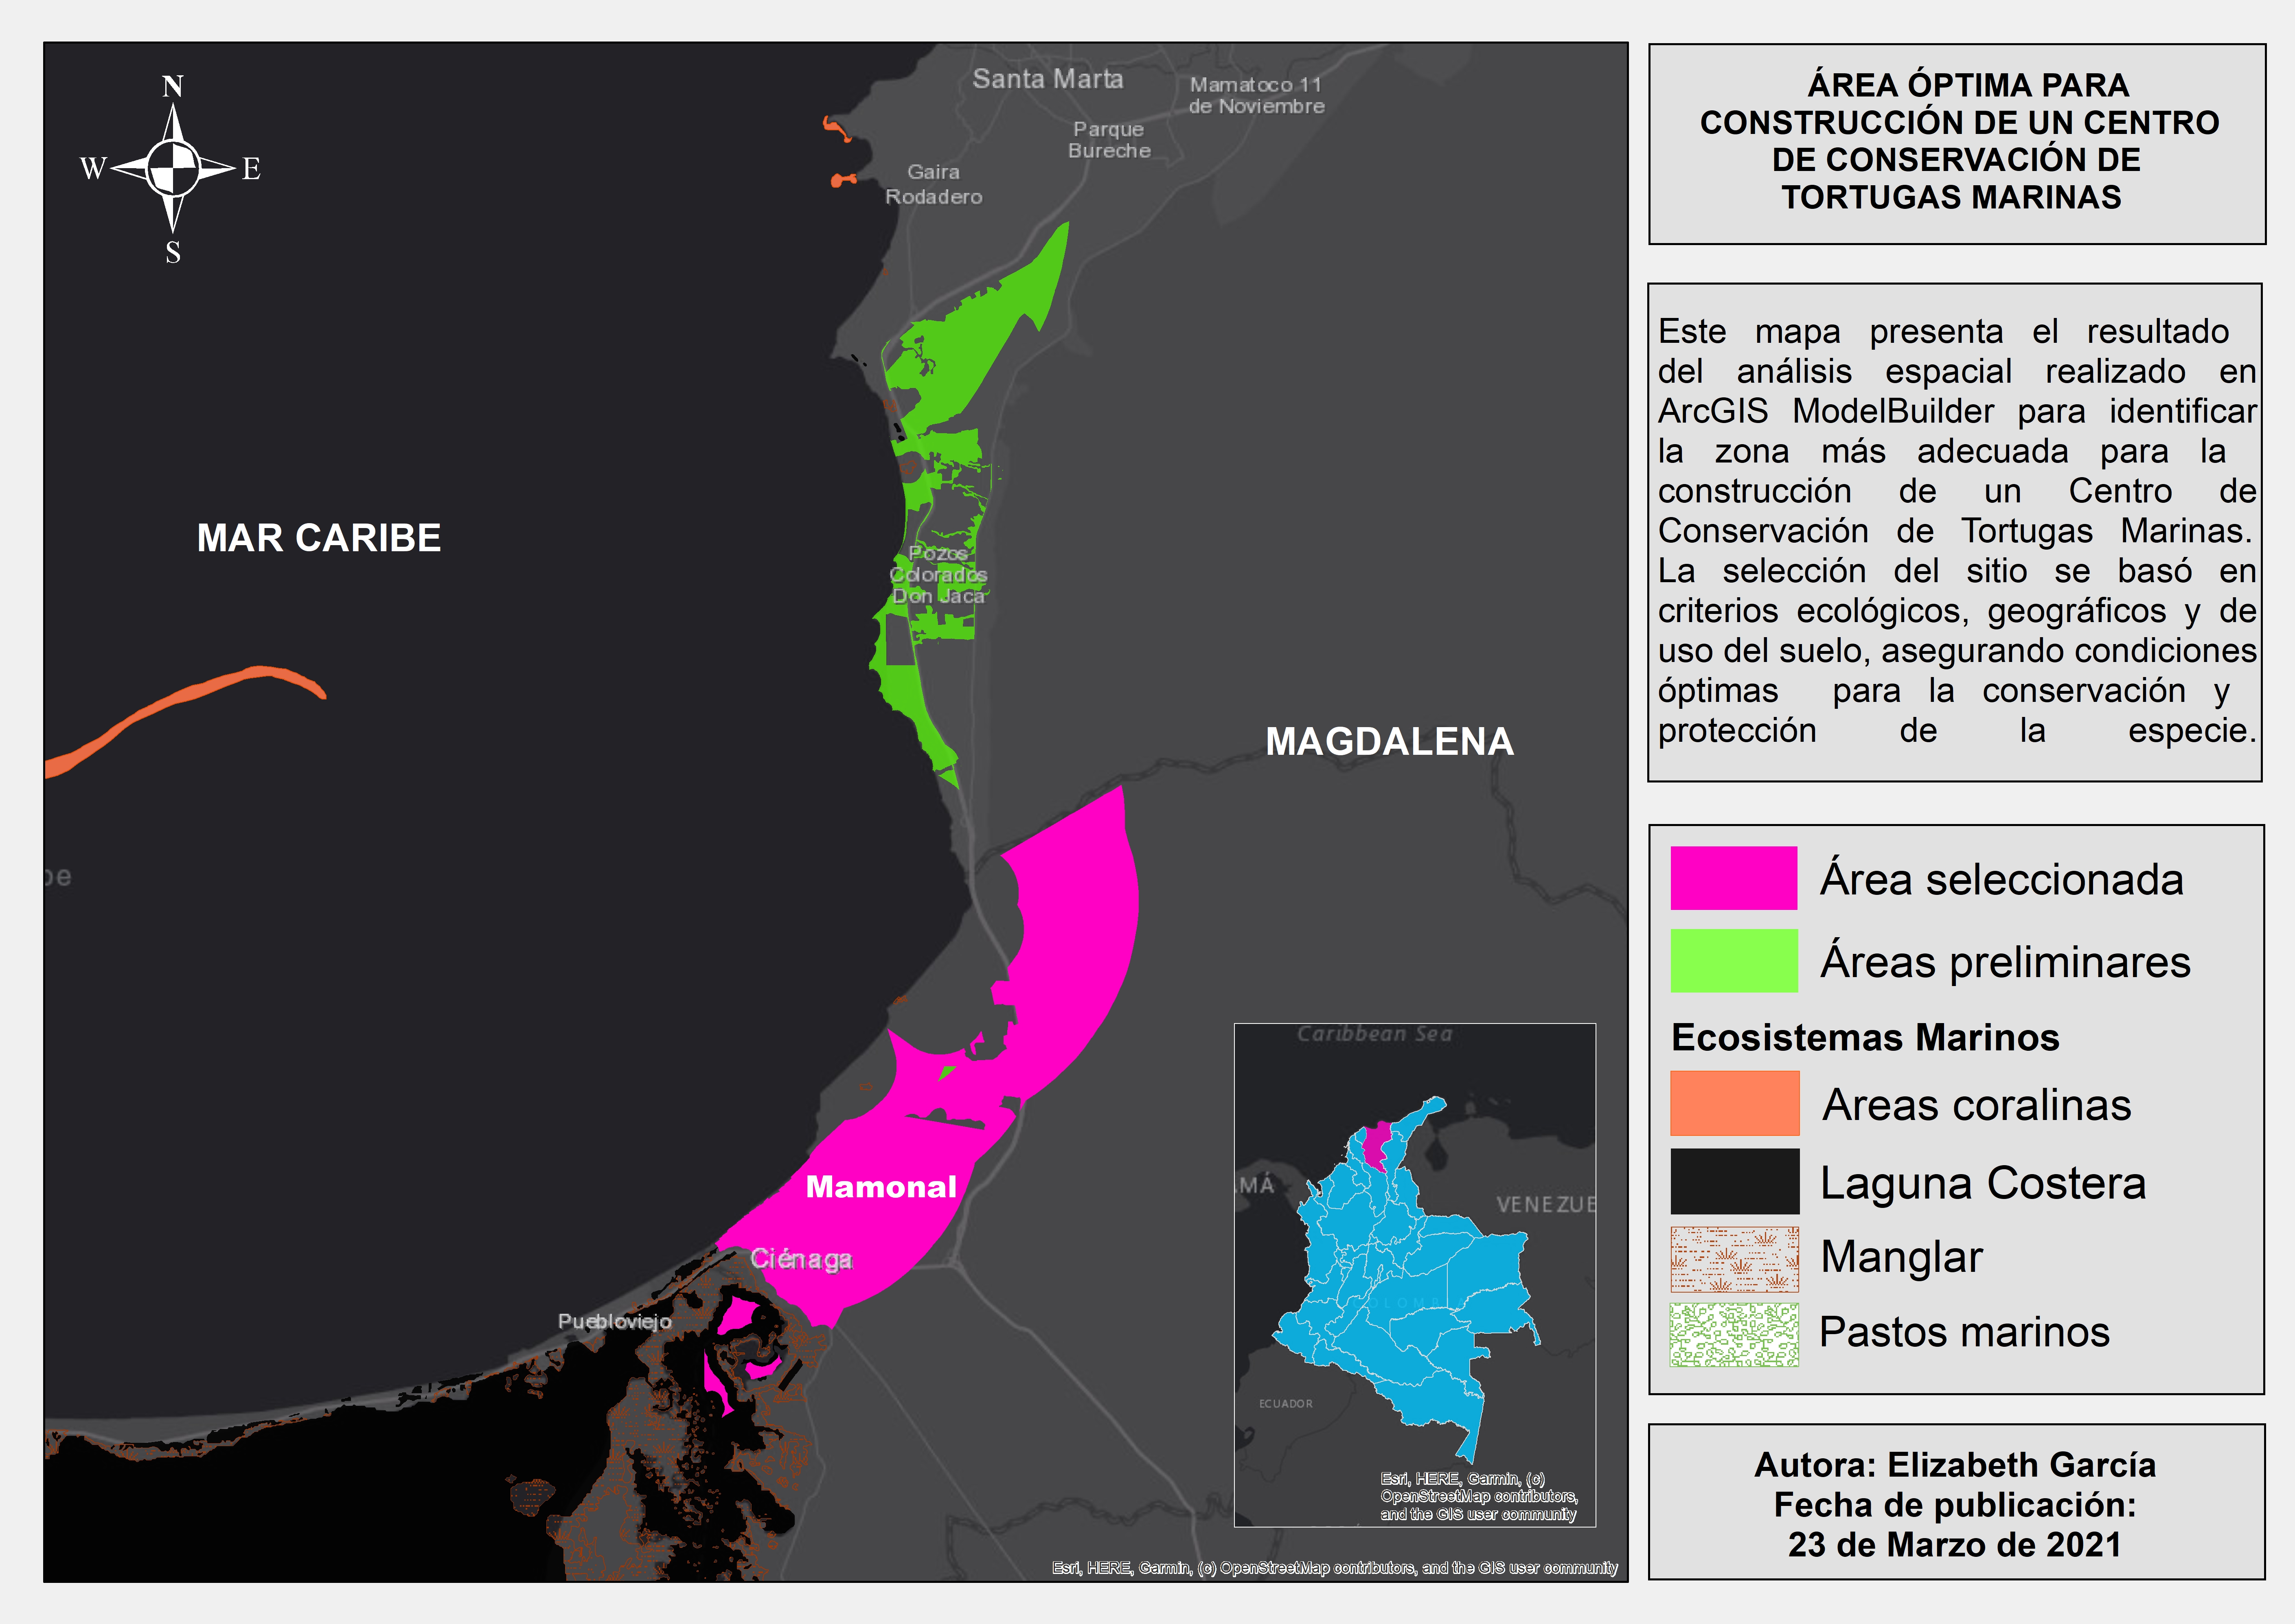 N
W E
S
Santa Marta
Mamatoco 11
de Noviembre
Parque
Bureche
Gaira
Rodadero
MAR CARIBE
Pozos
Colorados
Don Jaca
MAGDALENA
be
Mamonal
Ciénaga
Puebloviejo
Caribbean Sea
AMÁ
VENEZUE
COLOMBIA
ECUADOR
Esri, HERE, Garmin, (c)
OpenStreetMap contributors,
and the GIS user community
Esri, HERE, Garmin, (c) OpenStreetMap contributors, and the GIS user community
ÁREA ÓPTIMA PARA
CONSTRUCCIÓN DE UN CENTRO
DE CONSERVACIÓN DE
TORTUGAS MARINAS
Este mapa presenta el resultado
del análisis espacial realizado en
ArcGIS ModelBuilder para identificar
la zona más adecuada para la
construcción de un Centro de
Conservación de Tortugas Marinas.
La selección del sitio se basó en
criterios ecológicos, geográficos y de
uso del suelo, asegurando condiciones
óptimas para la conservación y
protección de la especie.
Área seleccionada
Áreas preliminares
Ecosistemas Marinos
Areas coralinas
Laguna Costera
Manglar
Pastos marinos
Autora: Elizabeth García
Fecha de publicación:
23 de Marzo de 2021